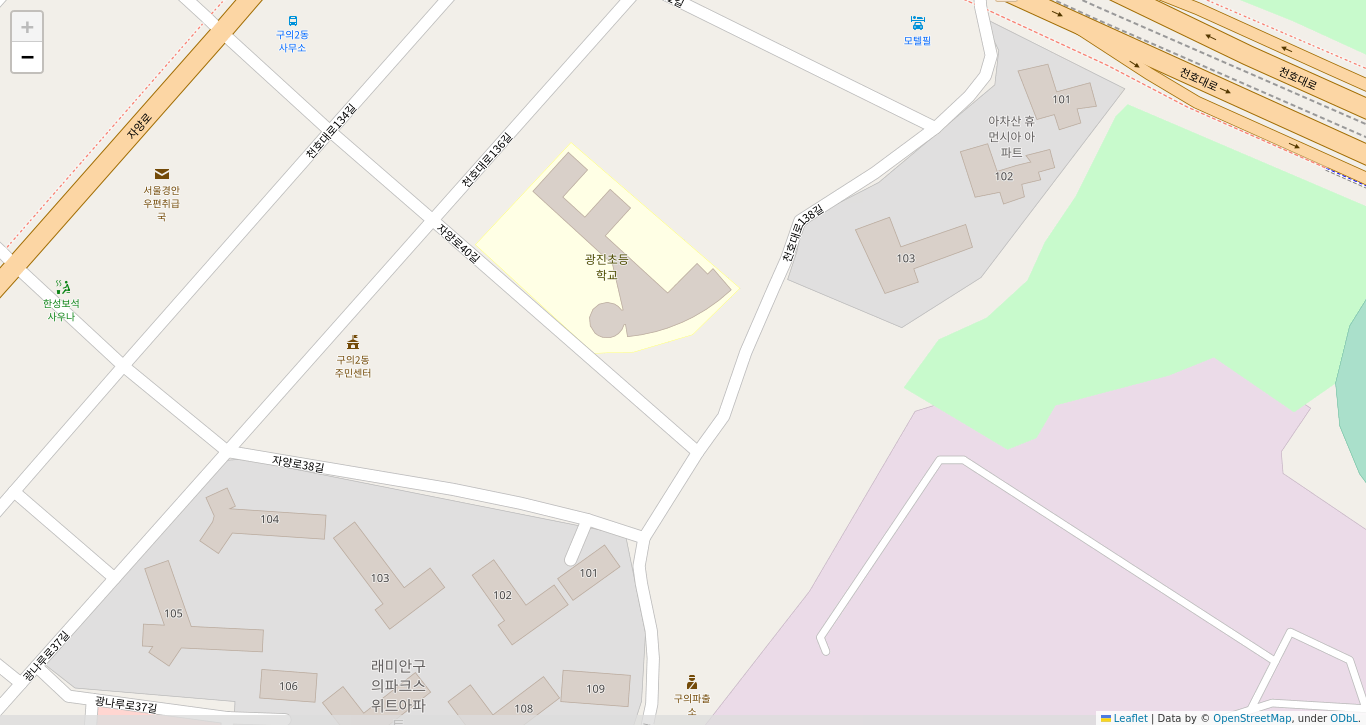 +
−
구의2동
사무소
모텔필
천호대로
천호대로
자양로
천호대로134길
천호대로136길
101
아차산 휴
먼시아 아
파트
102
서울경안
우편취급
국
천호대로138길
자양로40길
103
광진초등
학교
한성보석
사우나
구의2동
주민센터
자양로38길
104
103
101
102
105
광나루로37길
래미안구
의파크스
위트아파
트
106
109
108
구의파출
소
광나루로37길
Leaflet | Data by © OpenStreetMap, under ODbL.